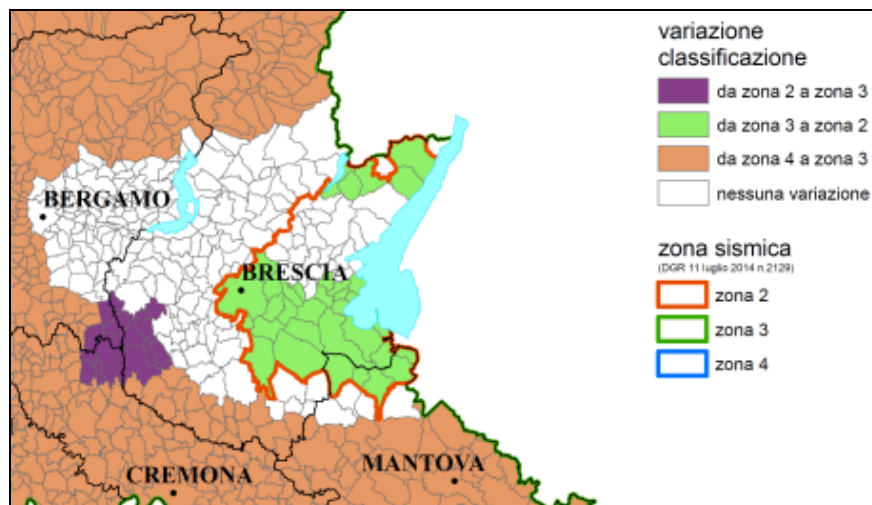 variazione
classificazione
da zona 2 a zona 3
da zona 3 a zona 2
da zona 4 a zona 3
nessuna variazione
zona sismica
(DGR 11 luglio 2014 n.2129)
zona 2
zona 3
zona 4
BERGAMO
BRESCIA
CREMONA
MANTOVA